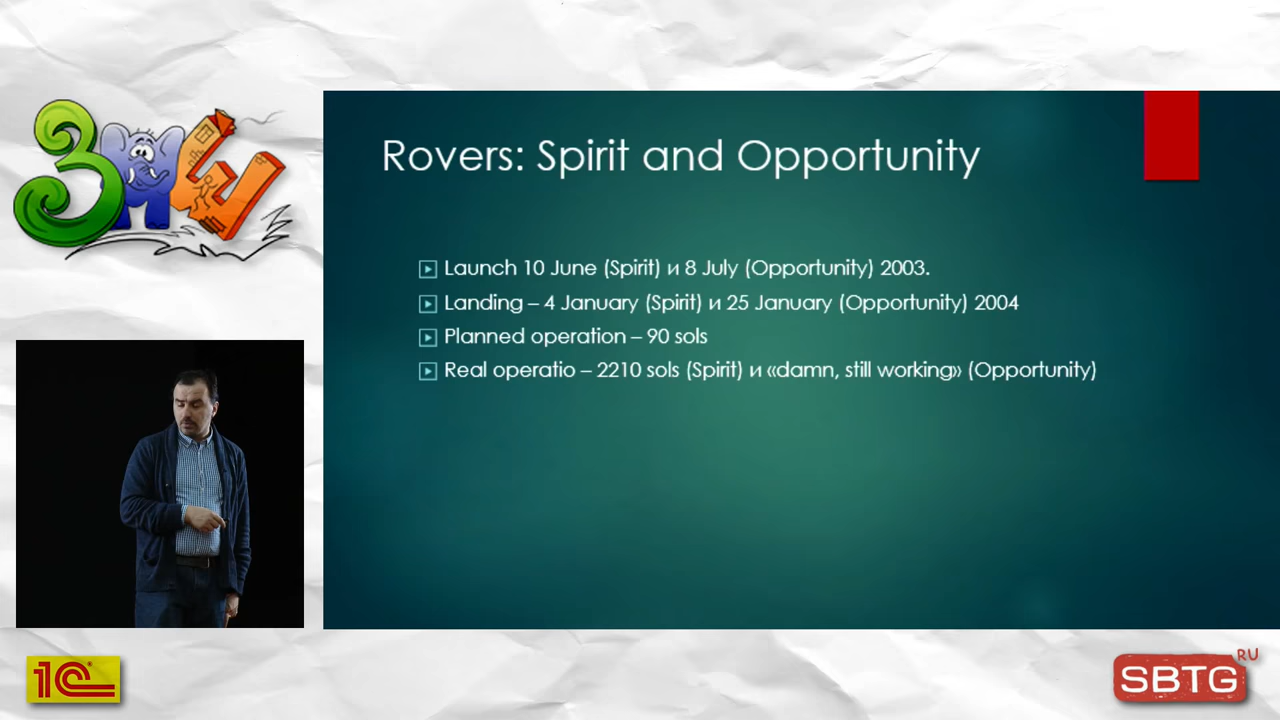 Rovers: Spirit and Opportunity
Launch 10 June (Spirit) и 8 July (Opportunity) 2003.
Landing – 4 January (Spirit) и 25 January (Opportunity) 2004
Planned operation – 90 sols
Real operatio – 2210 sols (Spirit) и «damn, still working» (Opportunity)
1C
SBTG
RU